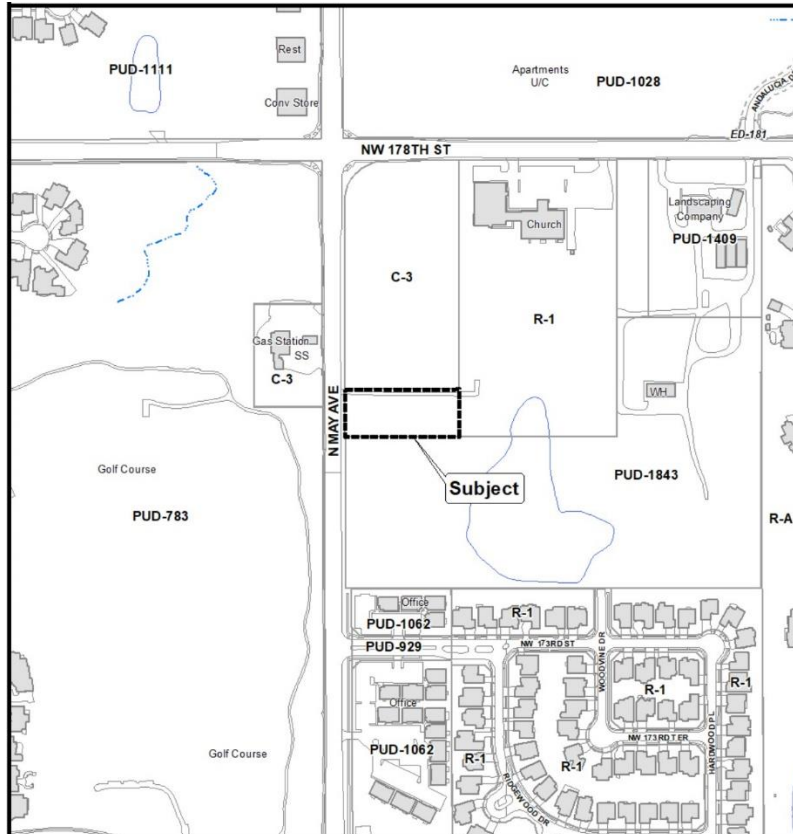 PUD-1111
Rest
Conv Store
Apartments
U/C
PUD-1028
ED-181
NW 178TH ST
Church
Landscaping
Company
PUD-1409
C-3
R-1
Gas Station
SS
C-3
N MAY AVE
WH
Subject
Golf Course
PUD-783
PUD-1843
R-A
Office
PUD-1062
R-1
PUD-929
NW 173RD ST
WOODVINE DR
R-1
R-1
Office
NW 173RD TER
HARDWOOD PL
PUD-1062
R-1
R-1
Golf Course
RIDGEWOOD DR